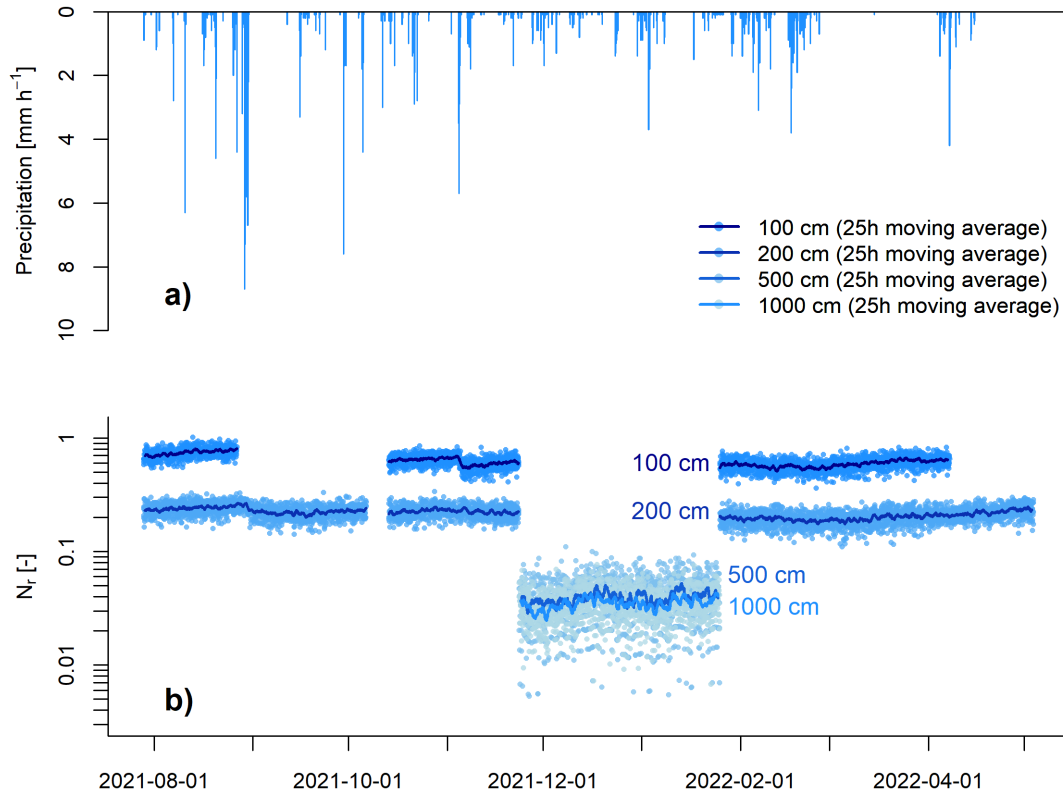 0
2
4
6
8
10
Precipitation [mm h⁻¹]
100 cm (25h moving average)
200 cm (25h moving average)
500 cm (25h moving average)
1000 cm (25h moving average)
a)
1
0.1
0.01
Nᵣ [-]
100 cm
200 cm
500 cm
1000 cm
b)
2021-08-01
2021-10-01
2021-12-01
2022-02-01
2022-04-01